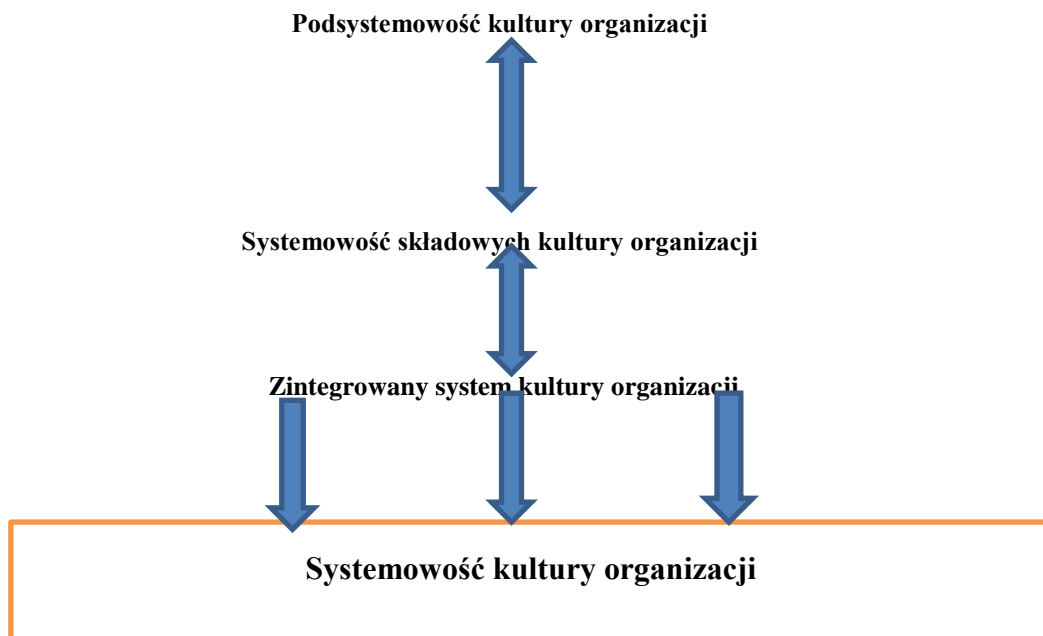 Podsystemowość kultury organizacji
Systemowość składowych kultury organizacji
Zintegrowany system kultury organizacji
Systemowość kultury organizacji